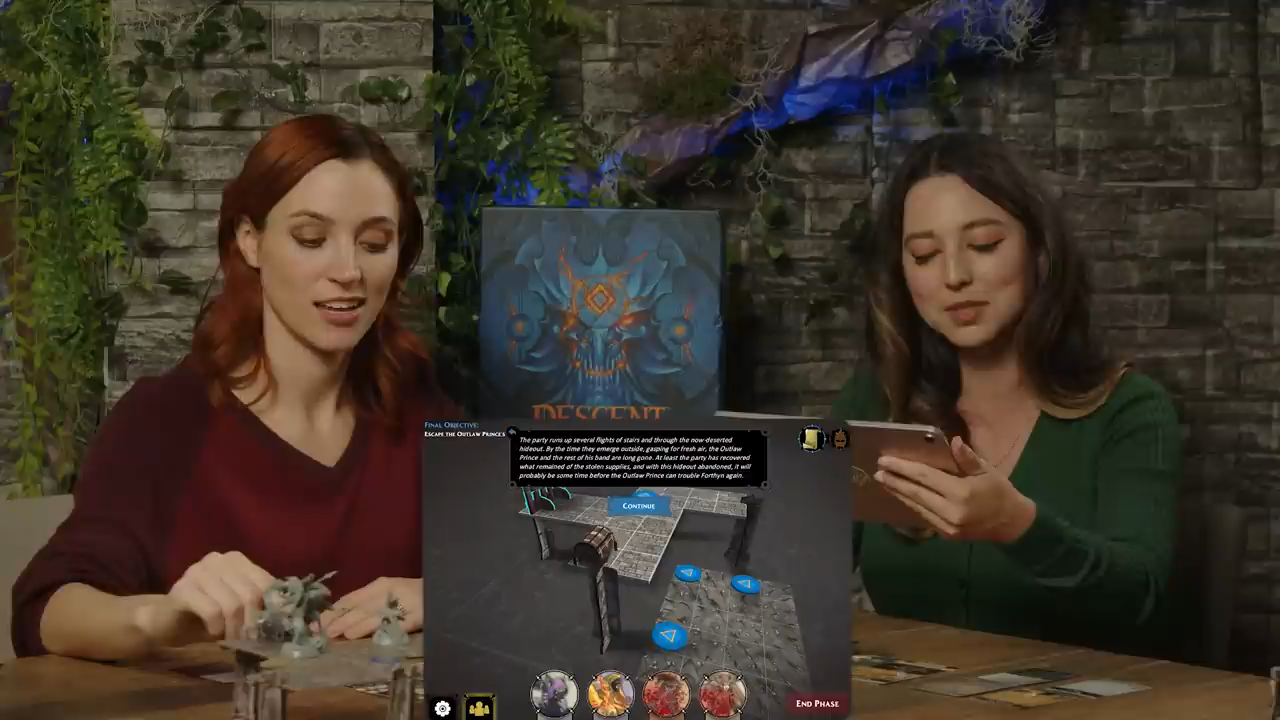 DESCENT
FINAL OBJECTIVE:
ESCAPE THE OUTLAW PRINCE'S
The party runs up several flights of stairs and through the now-deserted
hideout. By the time they emerge outside, gasping for fresh air, the Outlaw
Prince and the rest of his band are long gone. At least the party has recovered
what remained of the stolen supplies, and with this hideout abandoned, it will
probably be some time before the Outlaw Prince can trouble Forthyn again.
CONTINUE
END PHASE